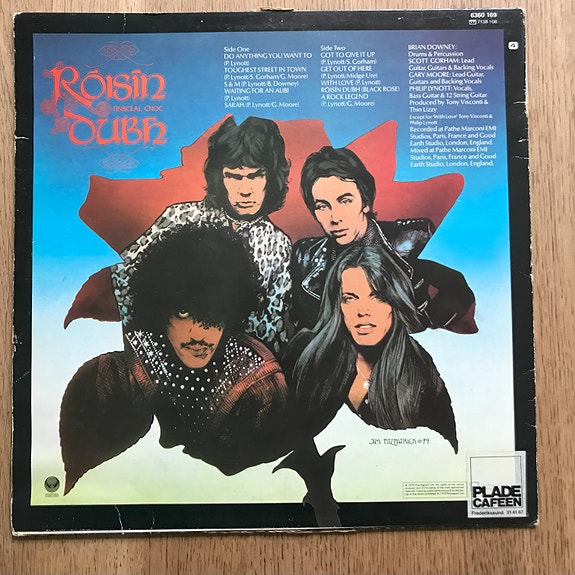 6360 169
7138 108
4
Róisín
Dubh
Side One
DO ANYTHING YOU WANT TO
(P. Lynott)
TOUGHEST STREET IN TOWN
(P. Lynott/S. Gorham/G. Moore)
S & M (P. Lynott/B. Downey)
WAITING FOR AN ALIBI
(P. Lynott)
SARAH (P. Lynott/G. Moore)
Side Two
GOT TO GIVE IT UP
(P. Lynott/S. Gorham)
GET OUT OF HERE
(P. Lynott/Midge Ure)
WITH LOVE (P. Lynott)
RÓISÍN DUBH (BLACK ROSE)
A ROCK LEGEND
(P. Lynott/G. Moore)
BRIAN DOWNEY:
Drums & Percussion
SCOTT GORHAM: Lead
Guitar, Guitars & Backing Vocals
GARY MOORE: Lead Guitar,
Guitars and Backing Vocals
PHILIP LYNOTT: Vocals,
Bass Guitar & 12 String Guitar
Produced by Tony Visconti &
Thin Lizzy
Except for 'With Love' Tony Visconti &
Philip Lynott
Recorded at Pathe Marconi EMI
Studios, Paris, France and Good
Earth Studio, London, England.
Mixed at Pathe Marconi EMI
Studios, Paris, France and Good
Earth Studio, London, England.
JIM FITZPATRICK 79
PLADE
CAFEEN
Frederikssund 31 41 67